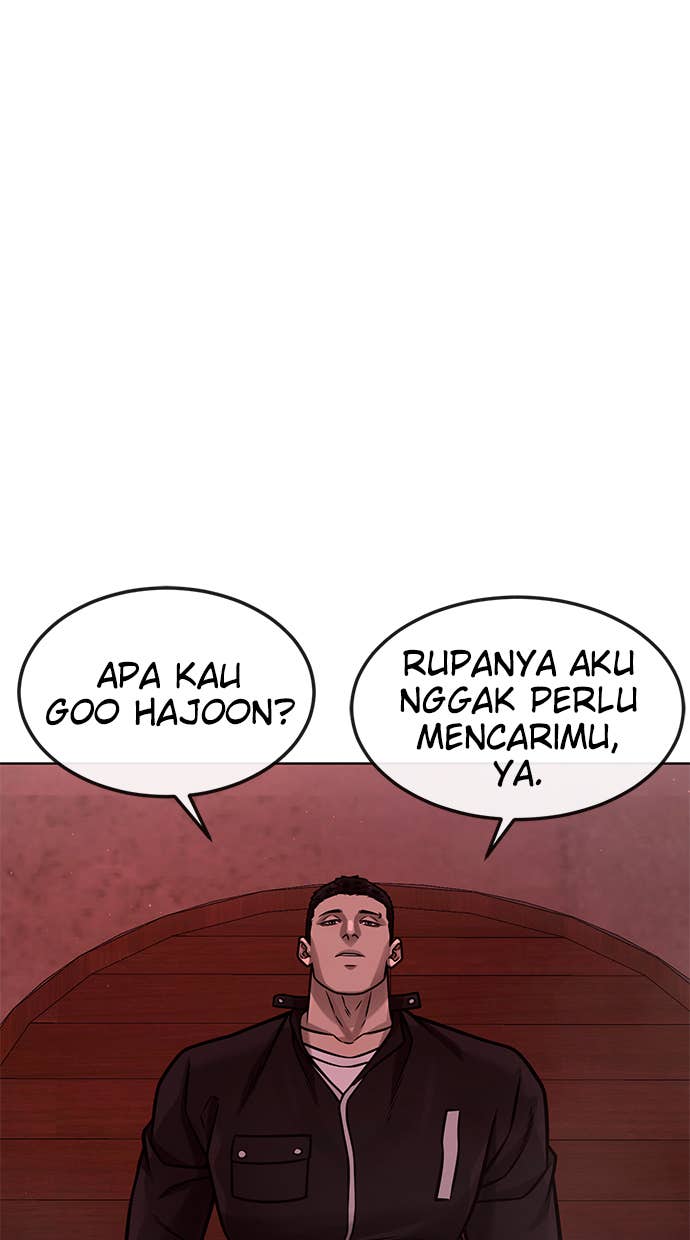 APA KAU
GOO HAJOON?
RUPANYA AKU
NGGAK PERLU
MENCARIMU,
YA.